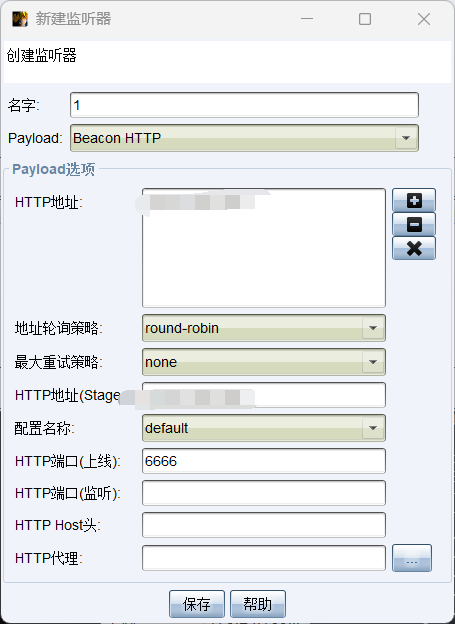 新建监听器
创建监听器
名字: 1
Payload: Beacon HTTP
Payload选项
HTTP地址:
地址轮询策略: round-robin
最大重试策略: none
HTTP地址(Stage
配置名称: default
HTTP端口(上线): 6666
HTTP端口(监听):
HTTP Host头:
HTTP代理: ...
保存 帮助